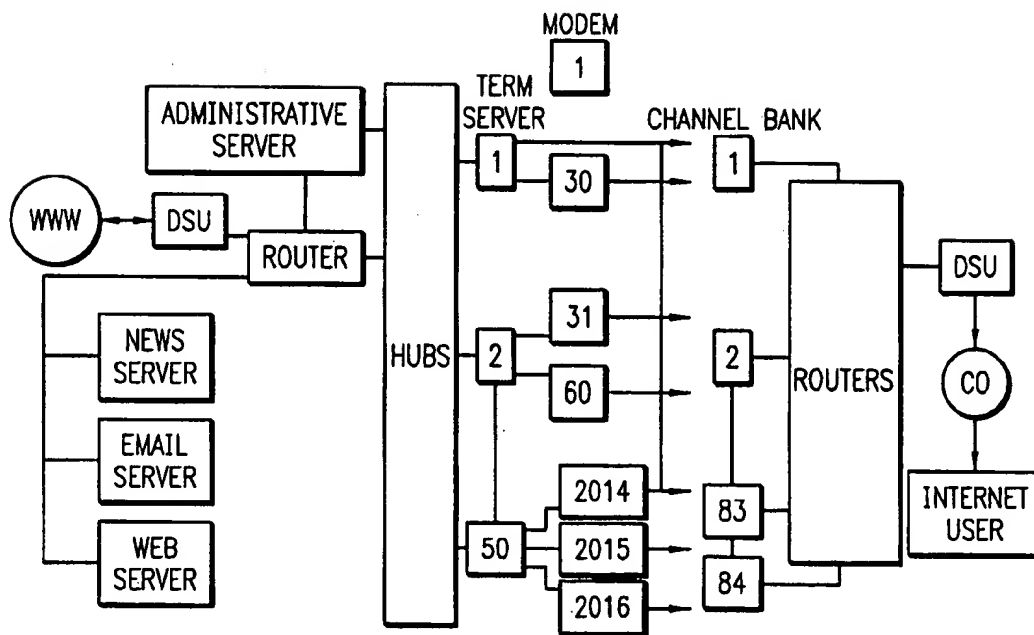 MODEM
1
TERM
SERVER
CHANNEL BANK
ADMINISTRATIVE
SERVER
1
30
1
WWW
DSU
ROUTER
DSU
NEWS
SERVER
HUBS
2
31
60
2
ROUTERS
CO
EMAIL
SERVER
WEB
SERVER
50
2014
2015
2016
83
84
INTERNET
USER